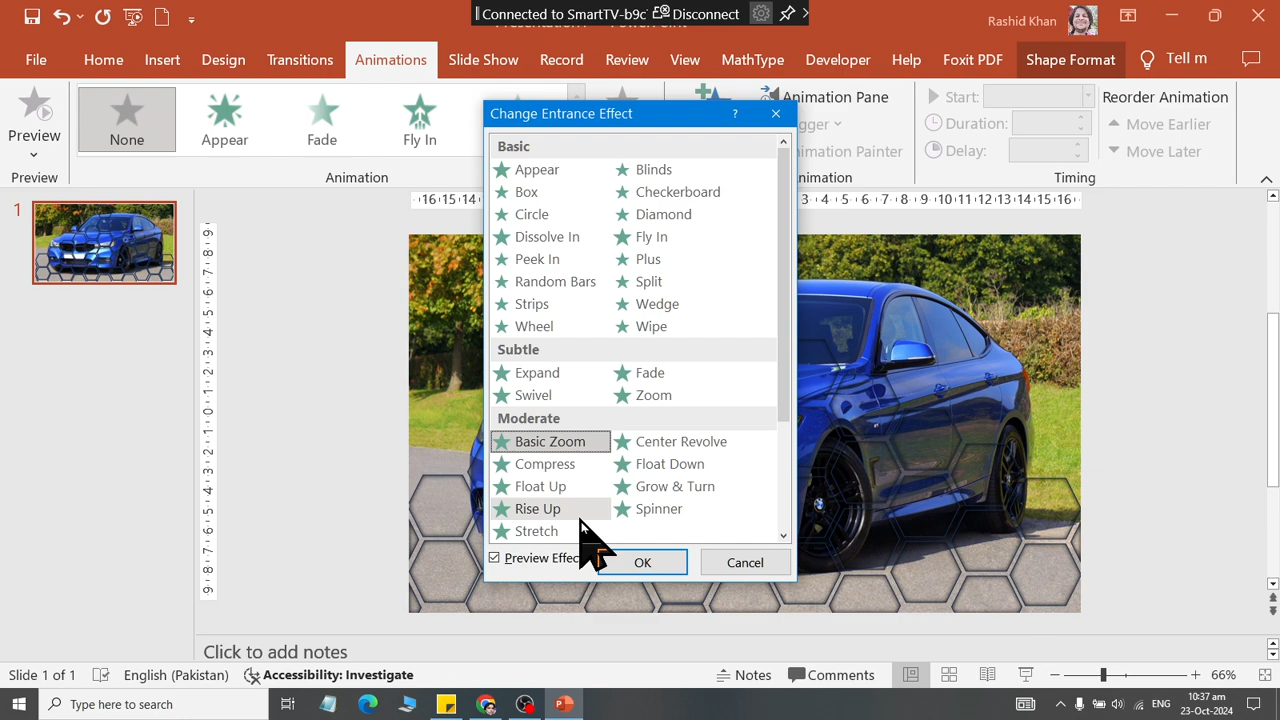 Connected to SmartTV-b9c Disconnect
Rashid Khan
File Home Insert Design Transitions Animations Slide Show Record Review View MathType Developer Help Foxit PDF Shape Format Tell m
Preview
None Appear Fade Fly In
Animation Pane
Start:
Duration:
Delay:
Reorder Animation
Move Earlier
Move Later
Preview Animation Timing
Change Entrance Effect ?
Basic
Appear Blinds
Box Checkerboard
Circle Diamond
Dissolve In Fly In
Peek In Plus
Random Bars Split
Strips Wedge
Wheel Wipe
Subtle
Expand Fade
Swivel Zoom
Moderate
Basic Zoom Center Revolve
Compress Float Down
Float Up Grow & Turn
Rise Up Spinner
Stretch
Preview Effec OK Cancel
1
Click to add notes
Slide 1 of 1 English (Pakistan) Accessibility: Investigate Notes Comments 66%
Type here to search ENG 10:37 am
23-Oct-2024